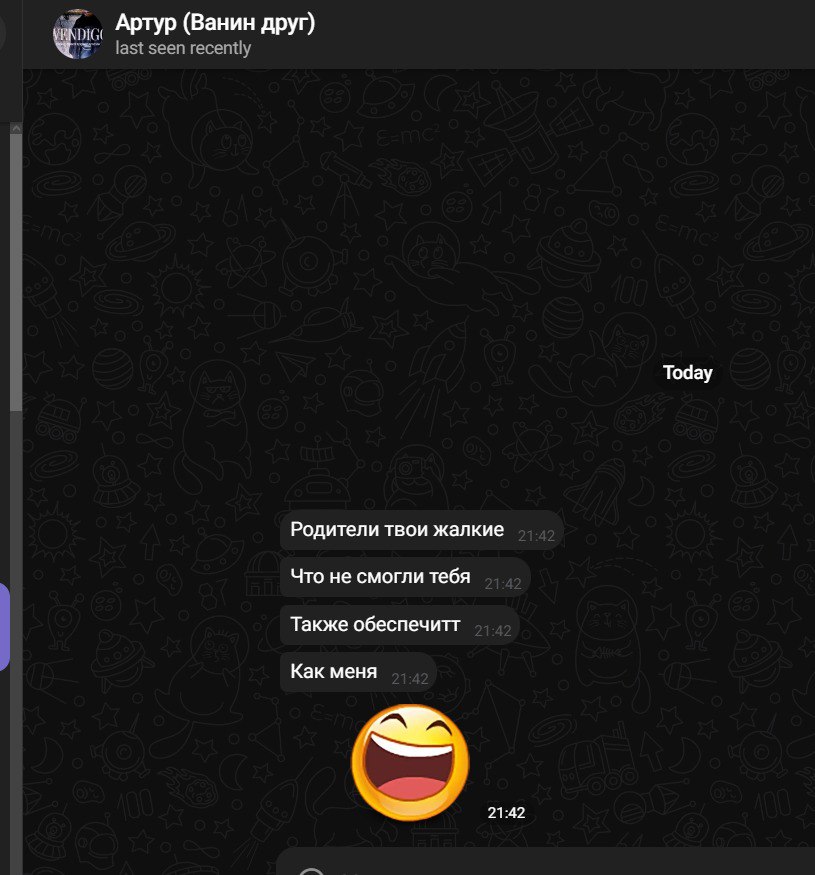 Артур (Ванин друг)
last seen recently
Today
Родители твои жалкие 21:42
Что не смогли тебя 21:42
Также обеспечитт 21:42
Как меня 21:42
21:42